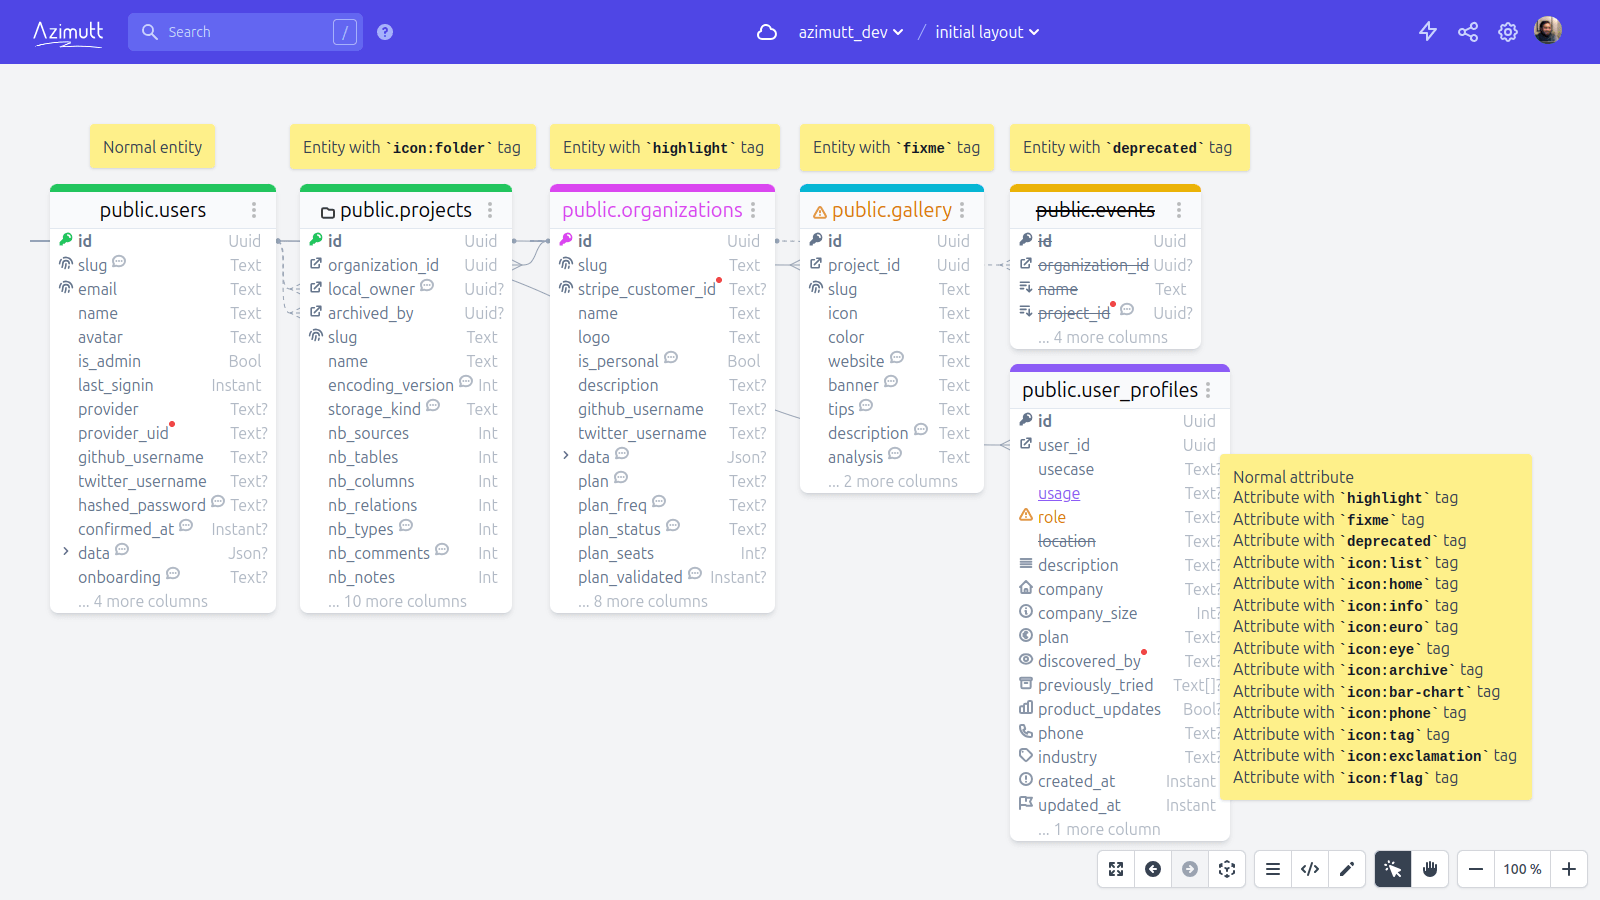 Azimutt
Search
/
?
azimutt_dev
/
initial layout
Normal entity
Entity with `icon:folder` tag
Entity with `highlight` tag
Entity with `fixme` tag
Entity with `deprecated` tag
public.users
id Uuid
slug Text
email Text
name Text
avatar Text
is_admin Bool
last_signin Instant
provider Text?
provider_uid Text?
github_username Text?
twitter_username Text?
hashed_password Text?
confirmed_at Instant?
data Json?
onboarding Text?
... 4 more columns
public.projects
id Uuid
organization_id Uuid
local_owner Uuid?
archived_by Uuid?
slug Text
name Text
encoding_version Int
storage_kind Text
nb_sources Int
nb_tables Int
nb_columns Int
nb_relations Int
nb_types Int
nb_comments Int
nb_notes Int
... 10 more columns
public.organizations
id Uuid
slug Text
stripe_customer_id Text?
name Text
logo Text
is_personal Bool
description Text?
github_username Text?
twitter_username Text?
data Json?
plan Text?
plan_freq Text?
plan_status Text?
plan_seats Int?
plan_validated Instant?
... 8 more columns
public.gallery
id Uuid
project_id Uuid
slug Text
icon Text
color Text
website Text
banner Text
tips Text
description Text
analysis Text
... 2 more columns
public.events
id Uuid
organization_id Uuid?
name Text
project_id Uuid?
... 4 more columns
public.user_profiles
id Uuid
user_id Uuid
usecase Text?
usage Text?
role Text?
location Text?
description Text?
company Text?
company_size Int?
plan Text?
discovered_by Text?
previously_tried Text[]?
product_updates Bool?
phone Text?
industry Text?
created_at Instant
updated_at Instant
... 1 more column
Normal attribute
Attribute with `highlight` tag
Attribute with `fixme` tag
Attribute with `deprecated` tag
Attribute with `icon:list` tag
Attribute with `icon:home` tag
Attribute with `icon:info` tag
Attribute with `icon:euro` tag
Attribute with `icon:eye` tag
Attribute with `icon:archive` tag
Attribute with `icon:bar-chart` tag
Attribute with `icon:phone` tag
Attribute with `icon:tag` tag
Attribute with `icon:exclamation` tag
Attribute with `icon:flag` tag
100 %